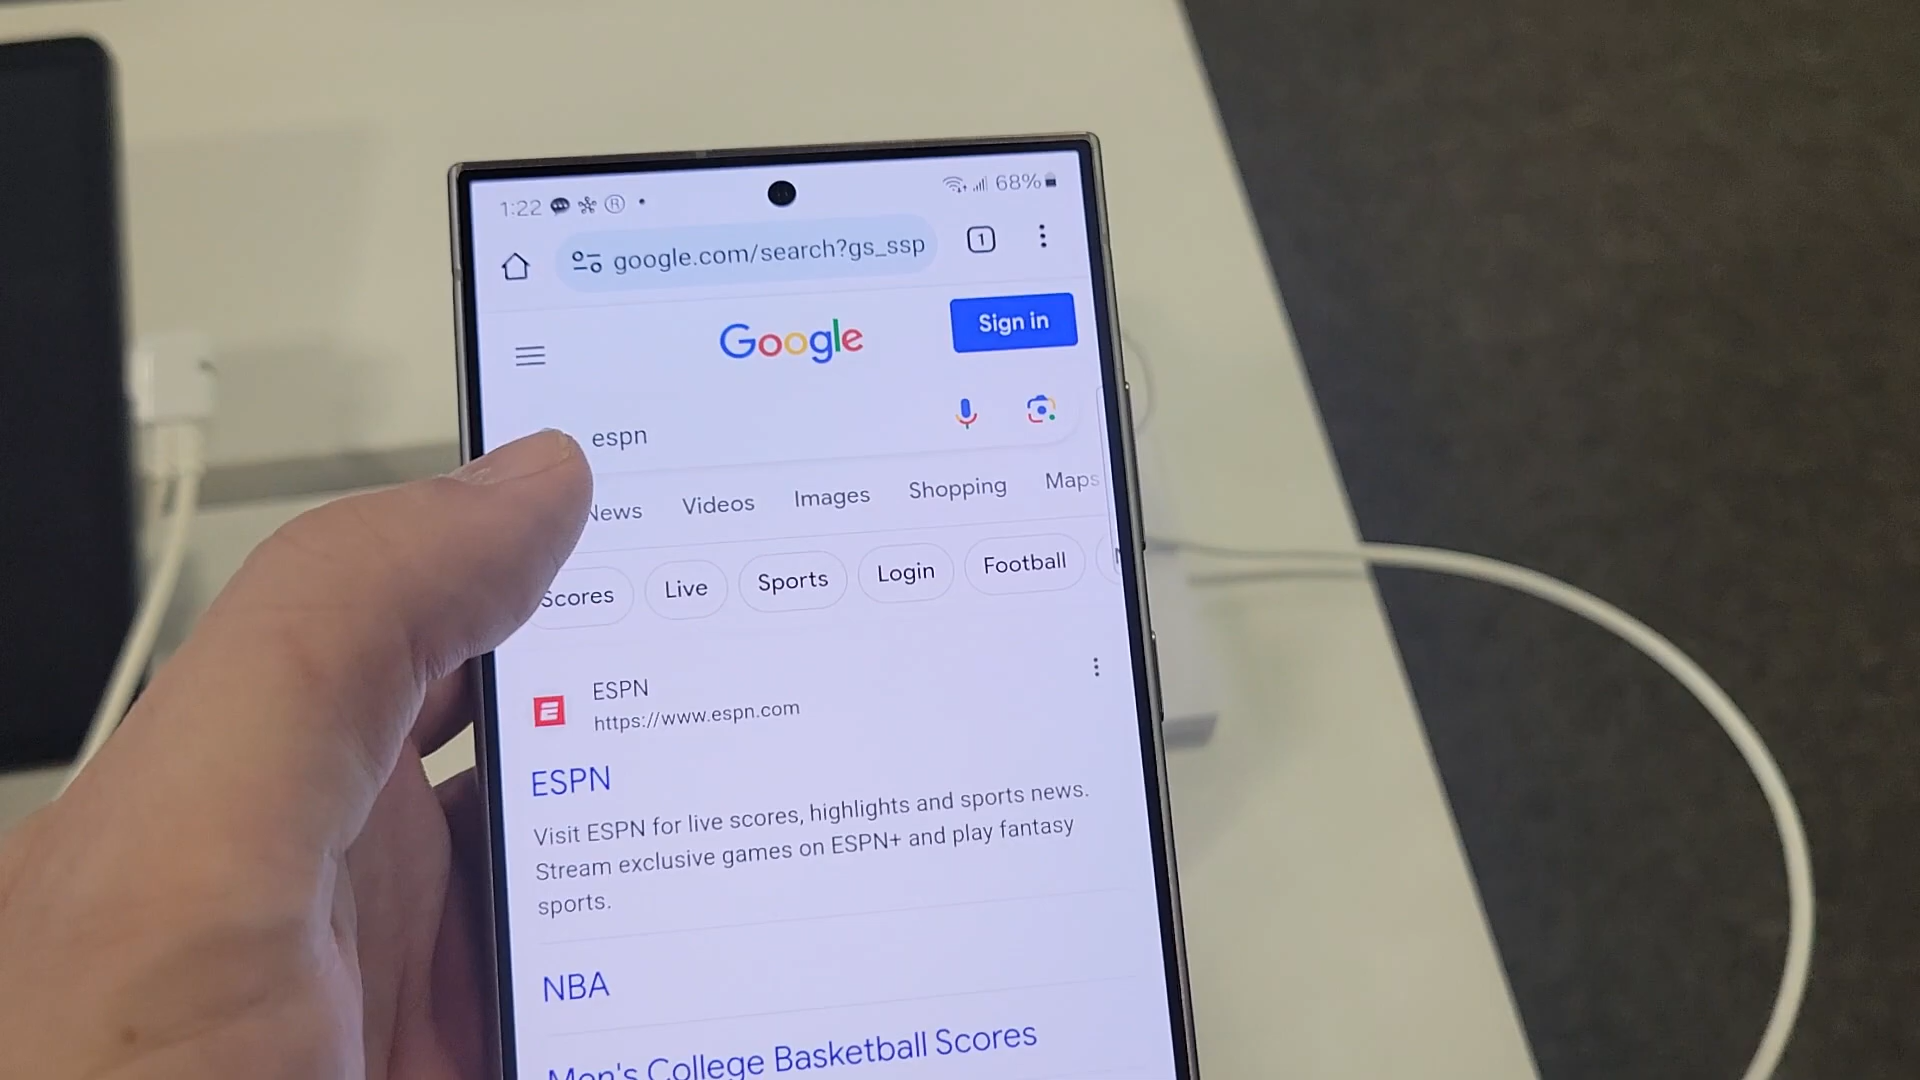 1:22 68%
google.com/search?gs_ssp
1
Google
Sign in
espn
News Videos Images Shopping Maps
Scores Live Sports Login Football
ESPN
https://www.espn.com
ESPN
Visit ESPN for live scores, highlights and sports news.
Stream exclusive games on ESPN+ and play fantasy
sports.
NBA
Men's College Basketball Scores